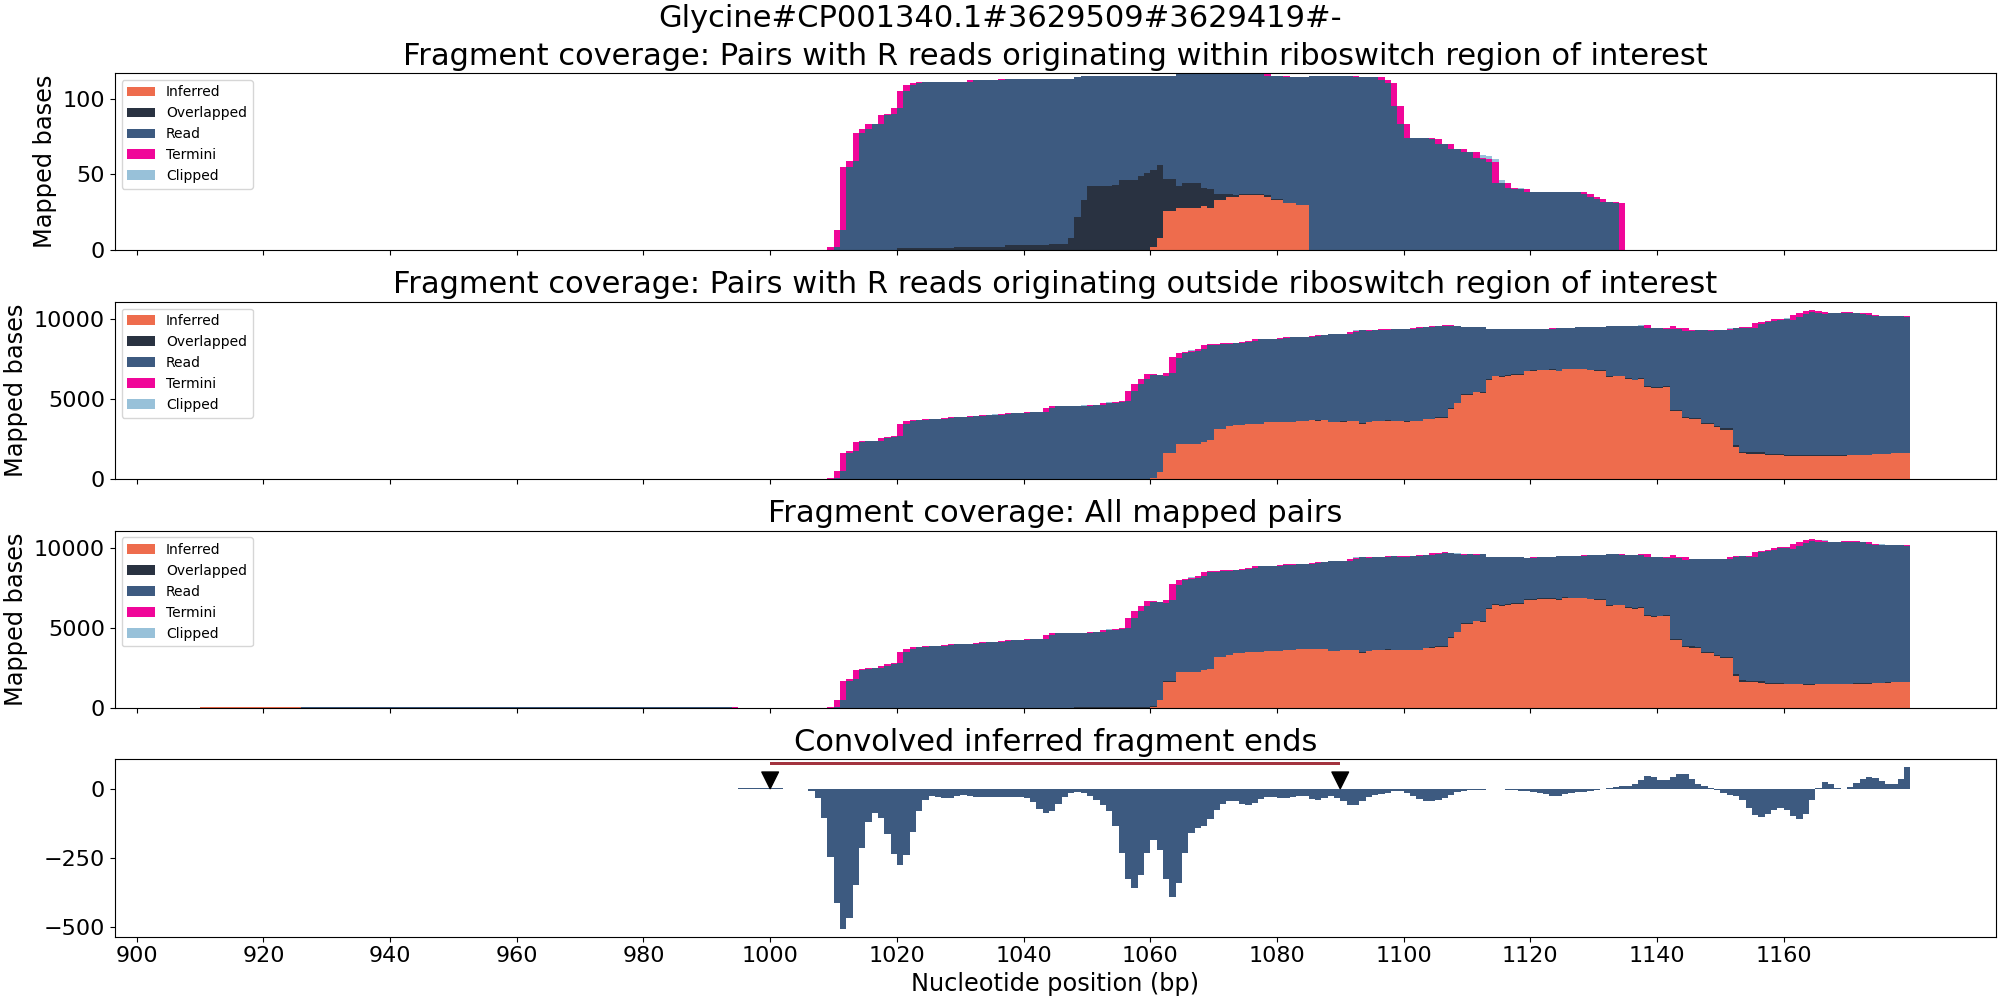 Glycine#CP001340.1#3629509#3629419#-
Fragment coverage: Pairs with R reads originating within riboswitch region of interest
Mapped bases
100
50
0
Inferred
Overlapped
Read
Termini
Clipped
Fragment coverage: Pairs with R reads originating outside riboswitch region of interest
Mapped bases
10000
5000
0
Inferred
Overlapped
Read
Termini
Clipped
Fragment coverage: All mapped pairs
Mapped bases
10000
5000
0
Inferred
Overlapped
Read
Termini
Clipped
Convolved inferred fragment ends
0
−250
−500
900 920 940 960 980 1000 1020 1040 1060 1080 1100 1120 1140 1160
Nucleotide position (bp)